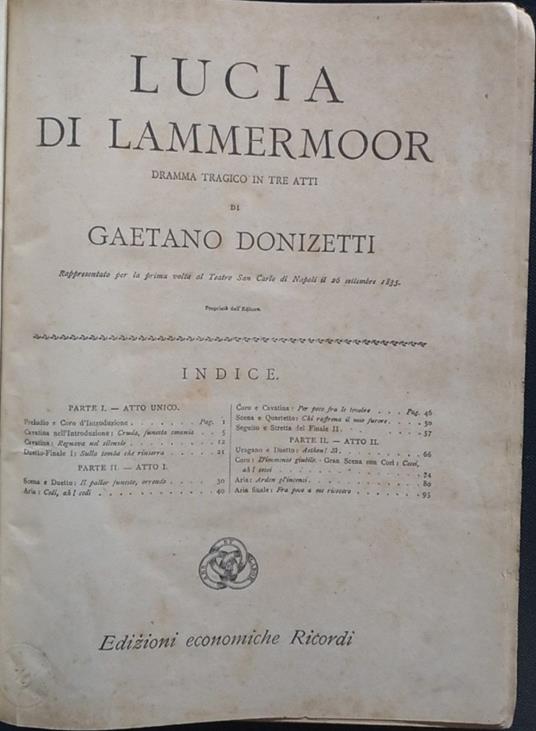 LUCIA
DI LAMMERMOOR
DRAMMA TRAGICO IN TRE ATTI
DI
GAETANO DONIZETTI
Rappresentato per la prima volta al Teatro San Carlo di Napoli il 26 settembre 1835.
Proprietà dell'Editore.
INDICE.
PARTE I. — ATTO UNICO.
Preludio e Coro d'Introduzione . . . Pag. 1
Cavatina nell'Introduzione: Cruda, funesta smania . . 5
Cavatina: Regnava nel silenzio . . . . 12
Duetto-Finale I: Sulla tomba che rinserra . . . 21
PARTE II. — ATTO I.
Scena e Duetto: Il pallor funesto, orrendo . . . 30
Aria: Cedi, ah! cedi . . . . 40
Coro e Cavatina: Per poco fra le tenebre . . . Pag. 46
Scena e Quartetto: Chi raffrena il mio furore . . 50
Seguito e Stretta del Finale II . . . . 57
PARTE II. — ATTO II.
Uragano e Duetto: Asthon! Sì . . . . 66
Coro: D'immenso giubilo - Gran Scena con Cori:
ah! . . . . 74
Aria: Arden gl'incensi . . . . 80
Aria finale: Fra poco a me ricovero . . . . 95
ARS ET LABOR
Edizioni economiche Ricordi